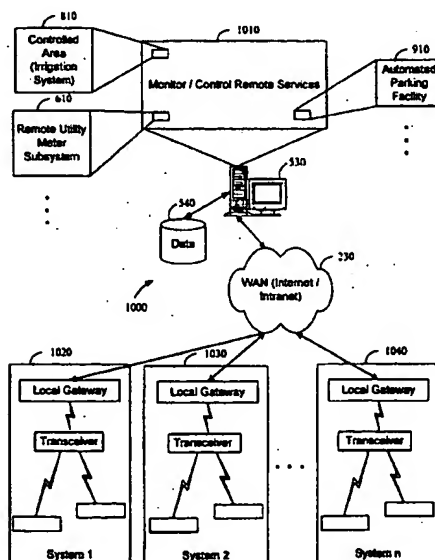 810
Controlled
Area
(Irrigation
System)
610
Remote Utility
Meter
Subsystem
1010
Monitor / Control Remote Services
910
Automated
Parking
Facility
530
540
Data
1000
230
WAN (Internet /
Intranet)
1020
Local Gateway
Transceiver
System 1
1030
Local Gateway
Transceiver
System 2
1040
Local Gateway
Transceiver
System n